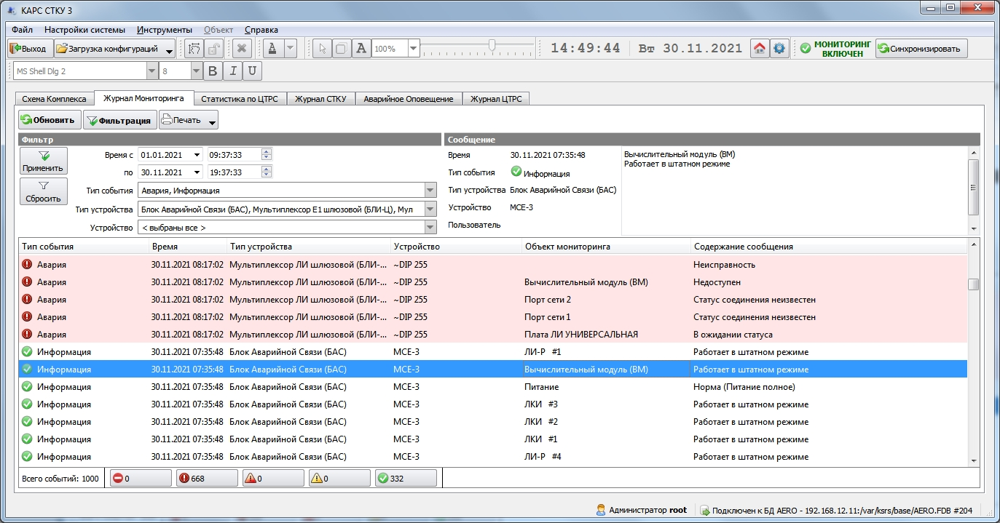 КАРС СТКУ 3
Файл Настройки системы Инструменты Объект Справка
Выход Загрузка конфигураций A A 100% 14:49:44 Вт 30.11.2021 МОНИТОРИНГ ВКЛЮЧЕН Синхронизировать
MS Shell Dlg 2 8 B I U
Схема Комплекса Журнал Мониторинга Статистика по ЦТРС Журнал СТКУ Аварийное Оповещение Журнал ЦТРС
Обновить Фильтрация Печать
Фильтр
Применить Время с 01.01.2021 09:37:33
по 30.11.2021 19:37:33
Сбросить Тип события Авария, Информация
Тип устройства Блок Аварийной Связи (БАС), Мультиплексор Е1 шлюзовой (БЛИ-Ц), Мул
Устройство < выбраны все >
Сообщение
Время 30.11.2021 07:35:48
Тип события Информация
Тип устройства Блок Аварийной Связи (БАС)
Устройство МСЕ-3
Пользователь
Вычислительный модуль (ВМ)
Работает в штатном режиме
Тип события Время Тип устройства Устройство Объект мониторинга Содержание сообщения
Авария 30.11.2021 08:17:02 Мультиплексор ЛИ шлюзовой (БЛИ-... ~DIP 255 Неисправность
Авария 30.11.2021 08:17:02 Мультиплексор ЛИ шлюзовой (БЛИ-... ~DIP 255 Вычислительный модуль (ВМ) Недоступен
Авария 30.11.2021 08:17:02 Мультиплексор ЛИ шлюзовой (БЛИ-... ~DIP 255 Порт сети 2 Статус соединения неизвестен
Авария 30.11.2021 08:17:02 Мультиплексор ЛИ шлюзовой (БЛИ-... ~DIP 255 Порт сети 1 Статус соединения неизвестен
Авария 30.11.2021 08:17:02 Мультиплексор ЛИ шлюзовой (БЛИ-... ~DIP 255 Плата ЛИ УНИВЕРСАЛЬНАЯ В ожидании статуса
Информация 30.11.2021 07:35:48 Блок Аварийной Связи (БАС) МСЕ-3 ЛИ-Р #1 Работает в штатном режиме
Информация 30.11.2021 07:35:48 Блок Аварийной Связи (БАС) МСЕ-3 Вычислительный модуль (ВМ) Работает в штатном режиме
Информация 30.11.2021 07:35:48 Блок Аварийной Связи (БАС) МСЕ-3 Питание Норма (Питание полное)
Информация 30.11.2021 07:35:48 Блок Аварийной Связи (БАС) МСЕ-3 ЛКИ #3 Работает в штатном режиме
Информация 30.11.2021 07:35:48 Блок Аварийной Связи (БАС) МСЕ-3 ЛКИ #2 Работает в штатном режиме
Информация 30.11.2021 07:35:48 Блок Аварийной Связи (БАС) МСЕ-3 ЛКИ #1 Работает в штатном режиме
Информация 30.11.2021 07:35:48 Блок Аварийной Связи (БАС) МСЕ-3 ЛИ-Р #4 Работает в штатном режиме
Всего событий: 1000 0 668 0 0 332
Администратор root Подключен к БД AERO - 192.168.12.11:/var/ksrs/base/AERO.FDB #204